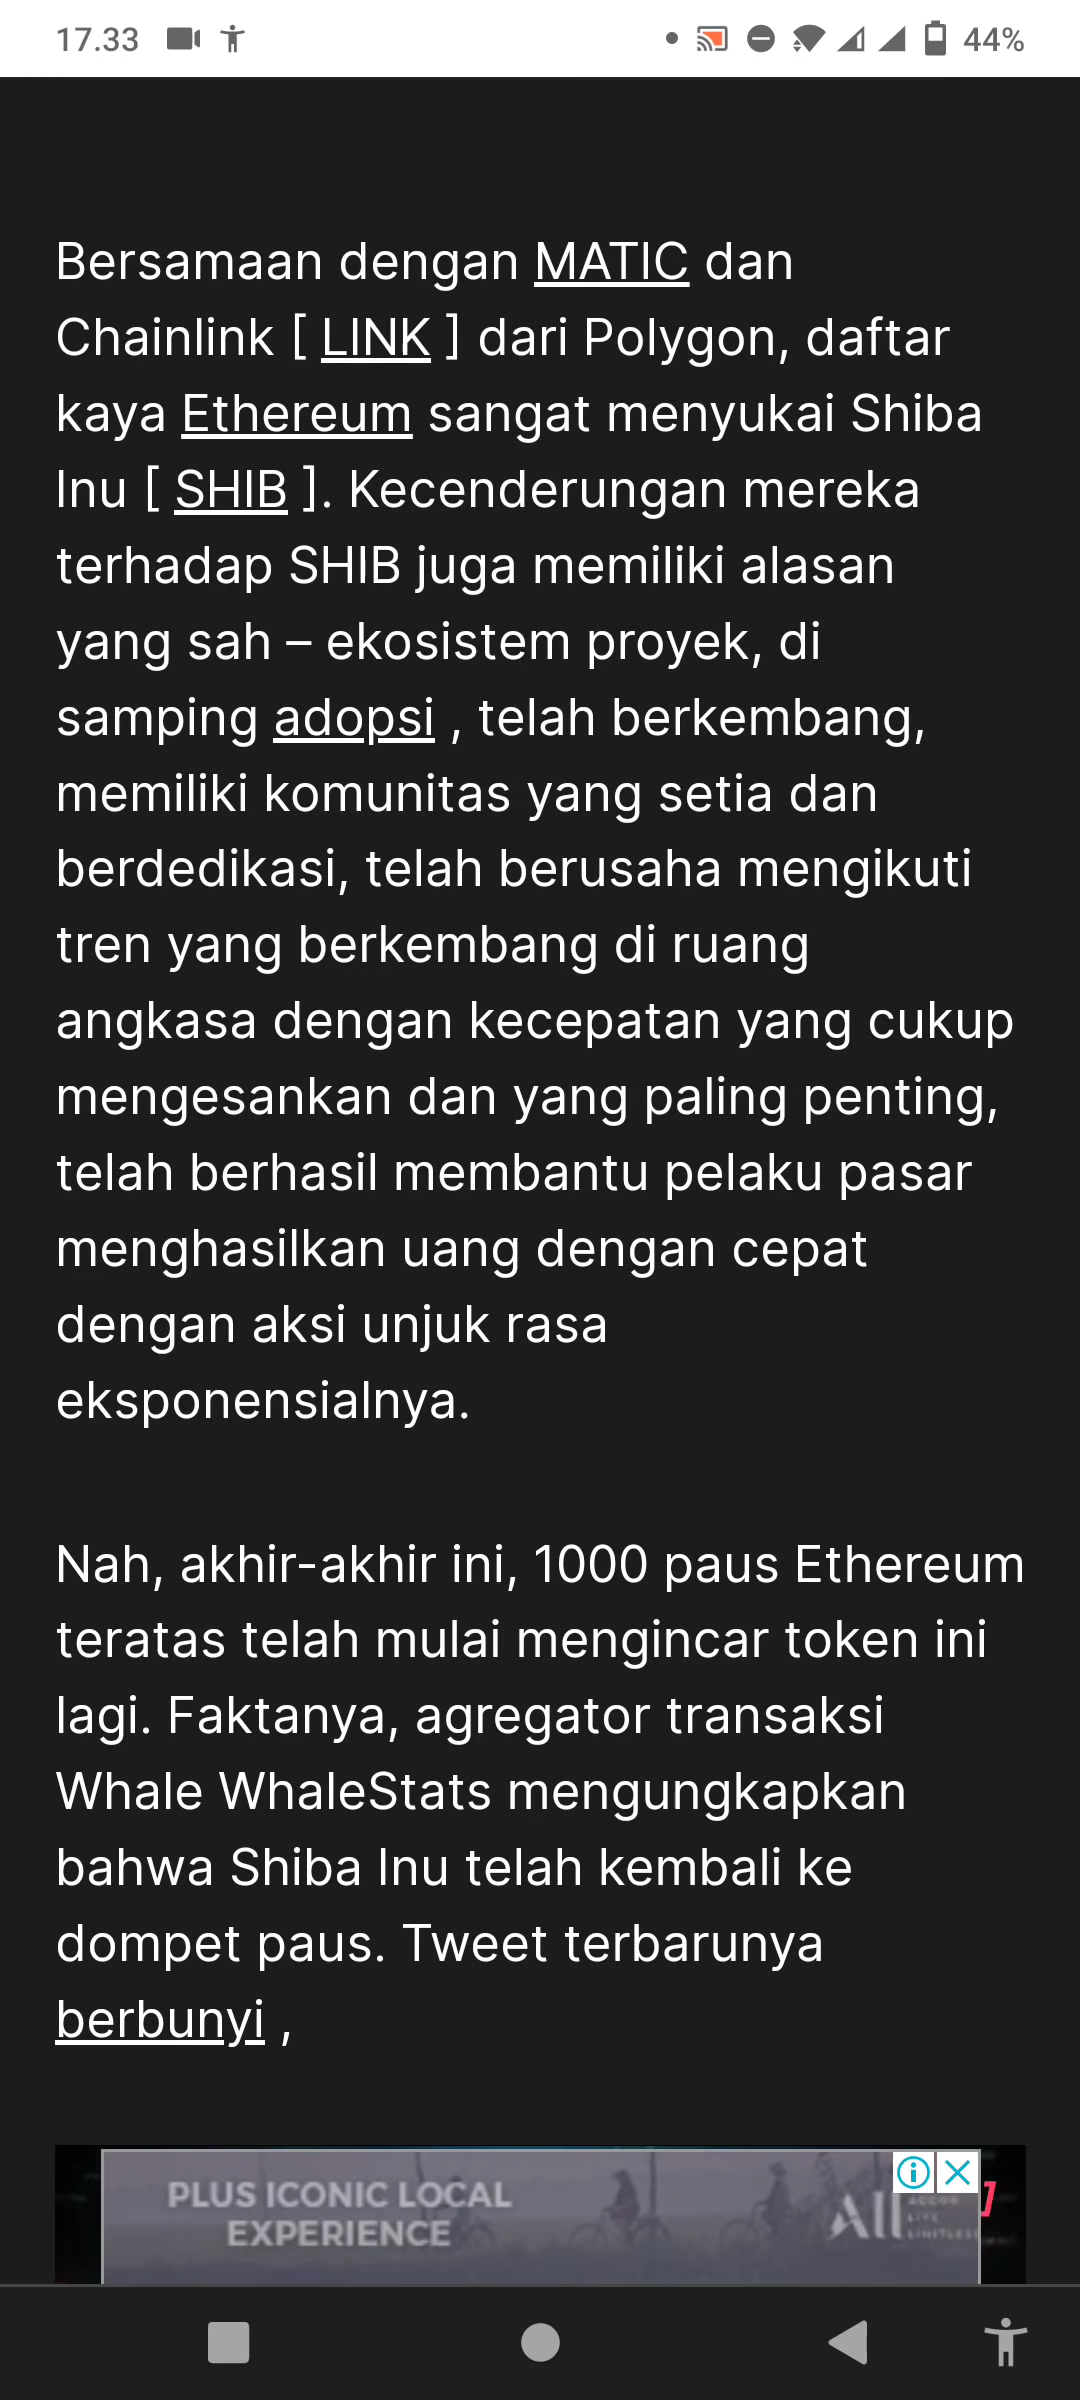 17.33
44%
Bersamaan dengan MATIC dan
Chainlink [ LINK ] dari Polygon, daftar
kaya Ethereum sangat menyukai Shiba
Inu [ SHIB ]. Kecenderungan mereka
terhadap SHIB juga memiliki alasan
yang sah – ekosistem proyek, di
samping adopsi , telah berkembang,
memiliki komunitas yang setia dan
berdedikasi, telah berusaha mengikuti
tren yang berkembang di ruang
angkasa dengan kecepatan yang cukup
mengesankan dan yang paling penting,
telah berhasil membantu pelaku pasar
menghasilkan uang dengan cepat
dengan aksi unjuk rasa
eksponensialnya.
Nah, akhir-akhir ini, 1000 paus Ethereum
teratas telah mulai mengincar token ini
lagi. Faktanya, agregator transaksi
Whale WhaleStats mengungkapkan
bahwa Shiba Inu telah kembali ke
dompet paus. Tweet terbarunya
berbunyi ,
PLUS ICONIC LOCAL
EXPERIENCE
ALL
ACCOR
LIVE
LIMITLESS